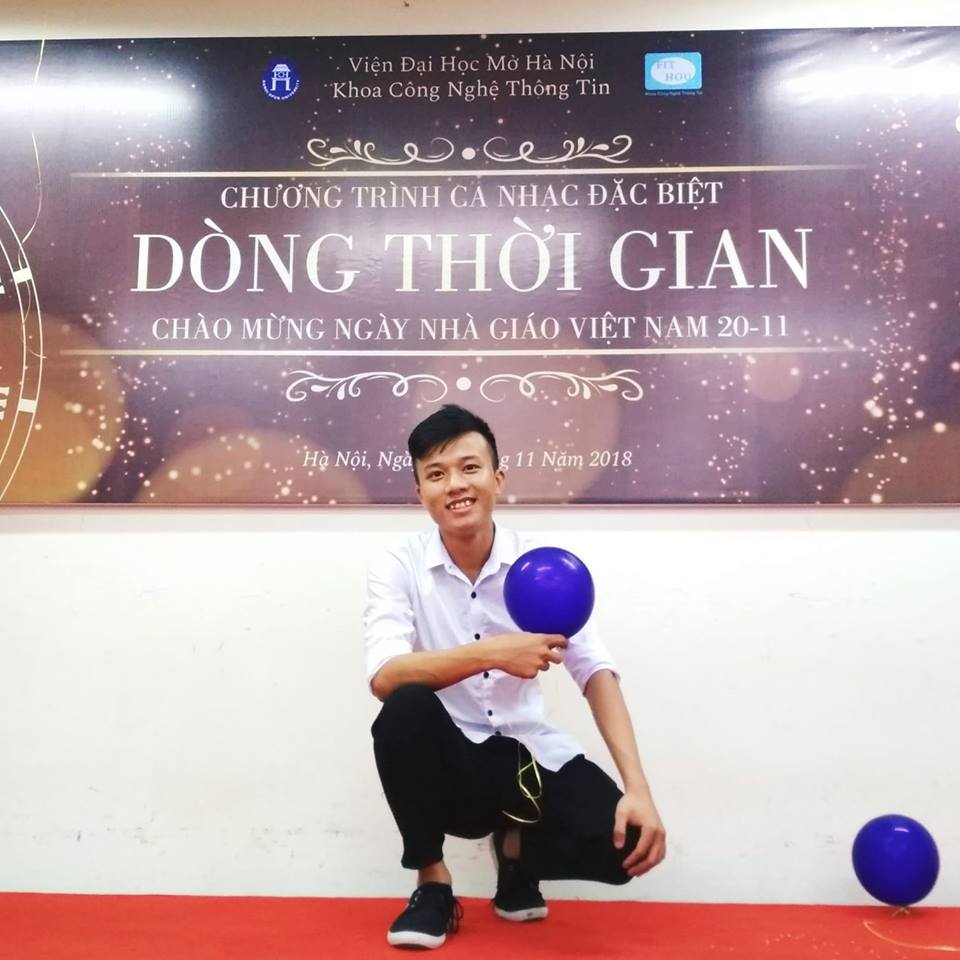 Viện Đại Học Mở Hà Nội
Khoa Công Nghệ Thông Tin
FIT
HOU
CHƯƠNG TRÌNH CA NHẠC ĐẶC BIỆT
DÒNG THỜI GIAN
CHÀO MỪNG NGÀY NHÀ GIÁO VIỆT NAM 20-11
Hà Nội, 11 Năm 2018